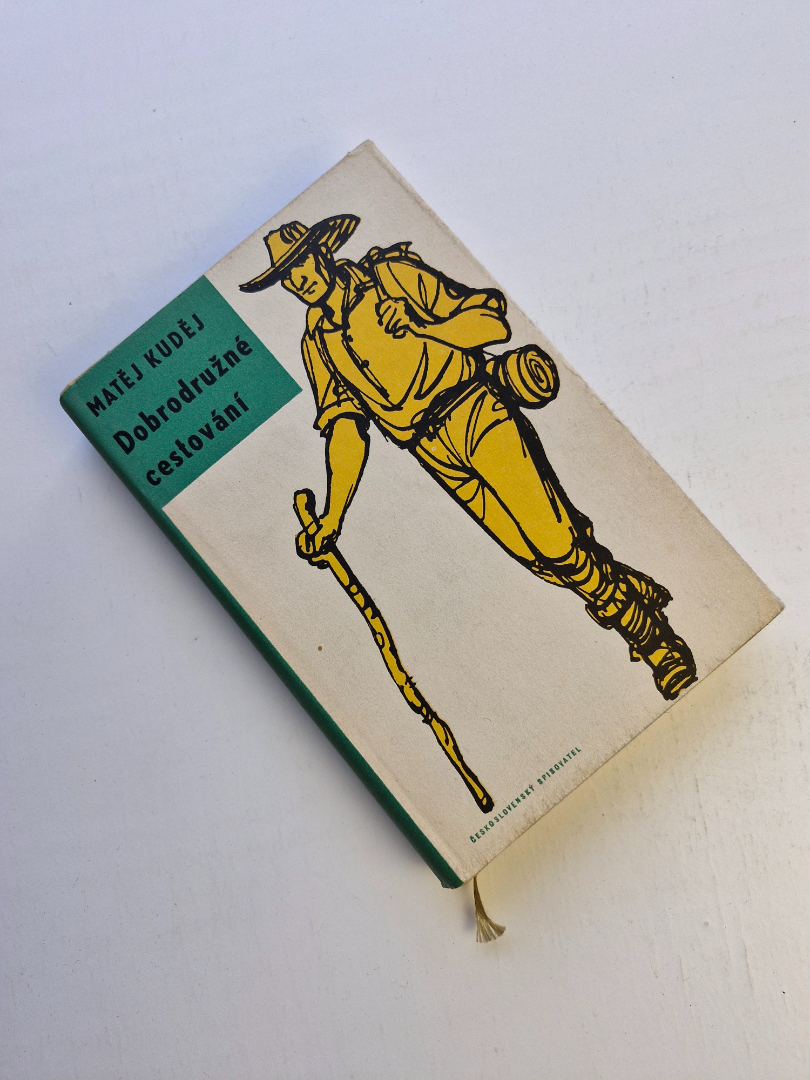 MATĚJ KUDĚJ
Dobrodružné
cestování
ČESKOSLOVENSKÝ SPISOVATEL